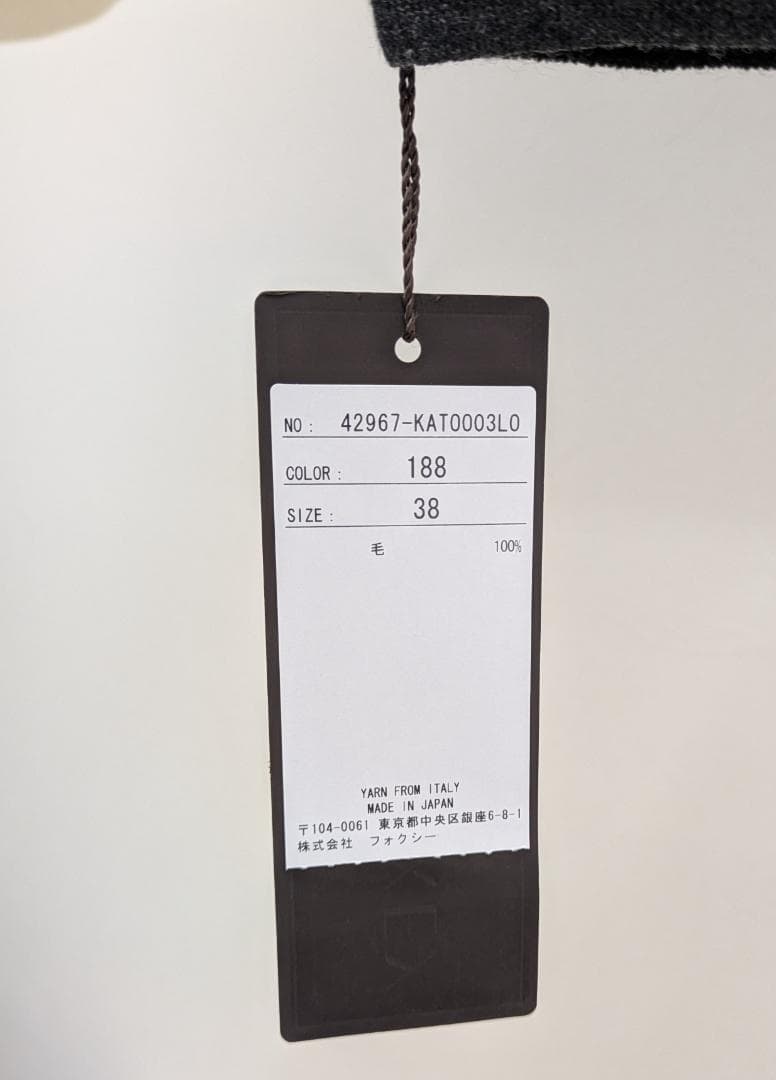 NO : 42967-KAT0003LO
COLOR : 188
SIZE : 38
毛 100%
YARN FROM ITALY
MADE IN JAPAN
〒104-0061 東京都中央区銀座6-8-1
株式会社 フォクシー